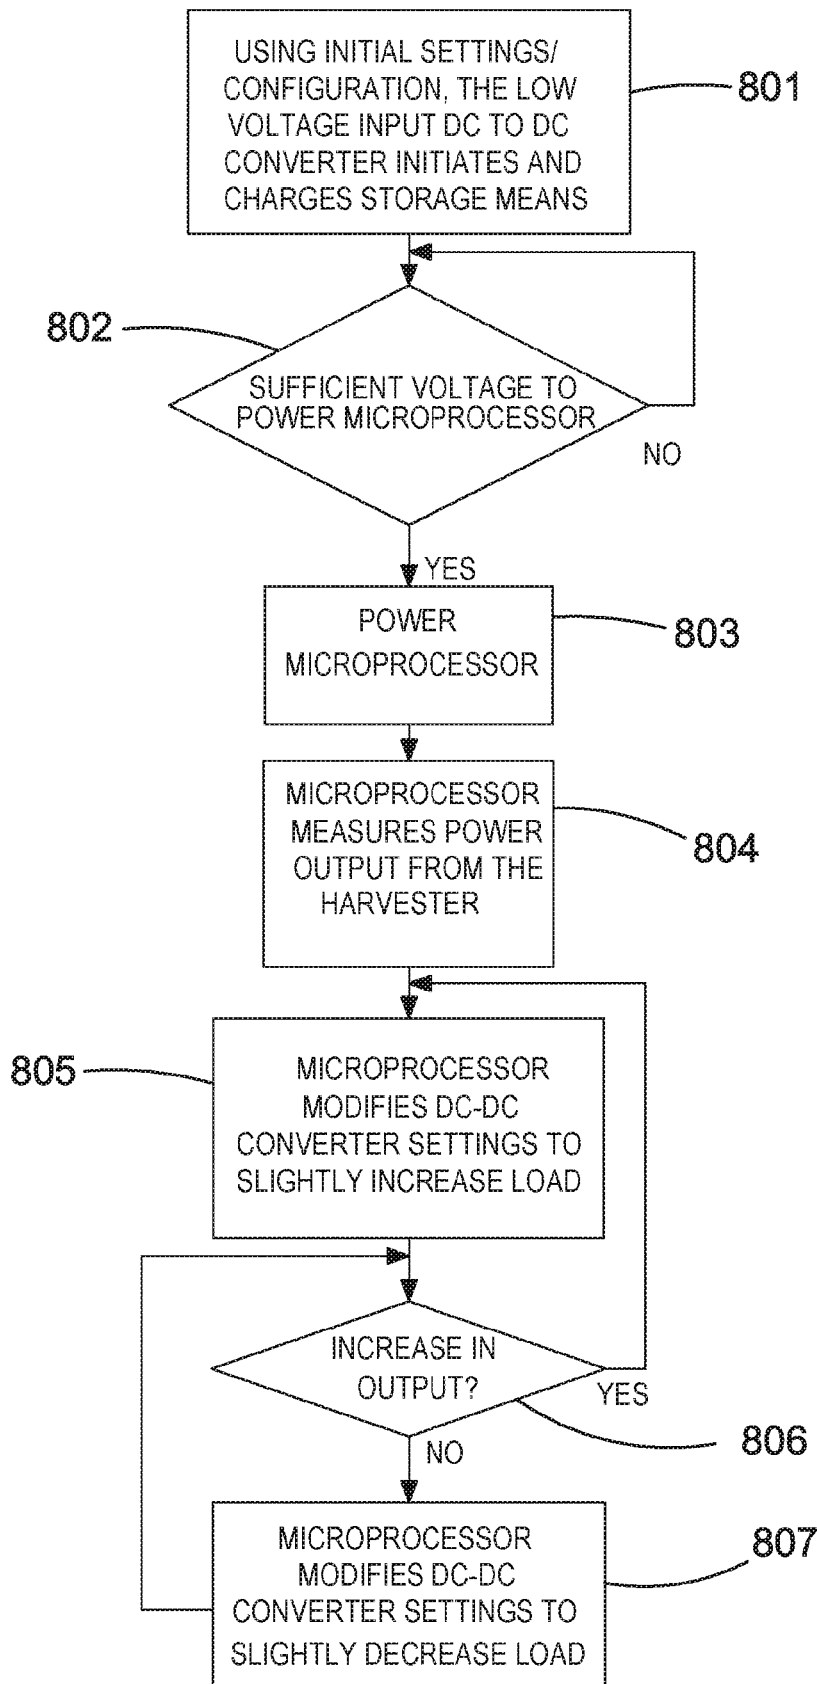 USING INITIAL SETTINGS/
CONFIGURATION, THE LOW
VOLTAGE INPUT DC TO DC
CONVERTER INITIATES AND
CHARGES STORAGE MEANS
801
802
SUFFICIENT VOLTAGE TO
POWER MICROPROCESSOR
NO
YES
POWER
MICROPROCESSOR
803
MICROPROCESSOR
MEASURES POWER
OUTPUT FROM THE
HARVESTER
804
805
MICROPROCESSOR
MODIFIES DC-DC
CONVERTER SETTINGS TO
SLIGHTLY INCREASE LOAD
INCREASE IN
OUTPUT?
YES
806
NO
MICROPROCESSOR
MODIFIES DC-DC
CONVERTER SETTINGS TO
SLIGHTLY DECREASE LOAD
807